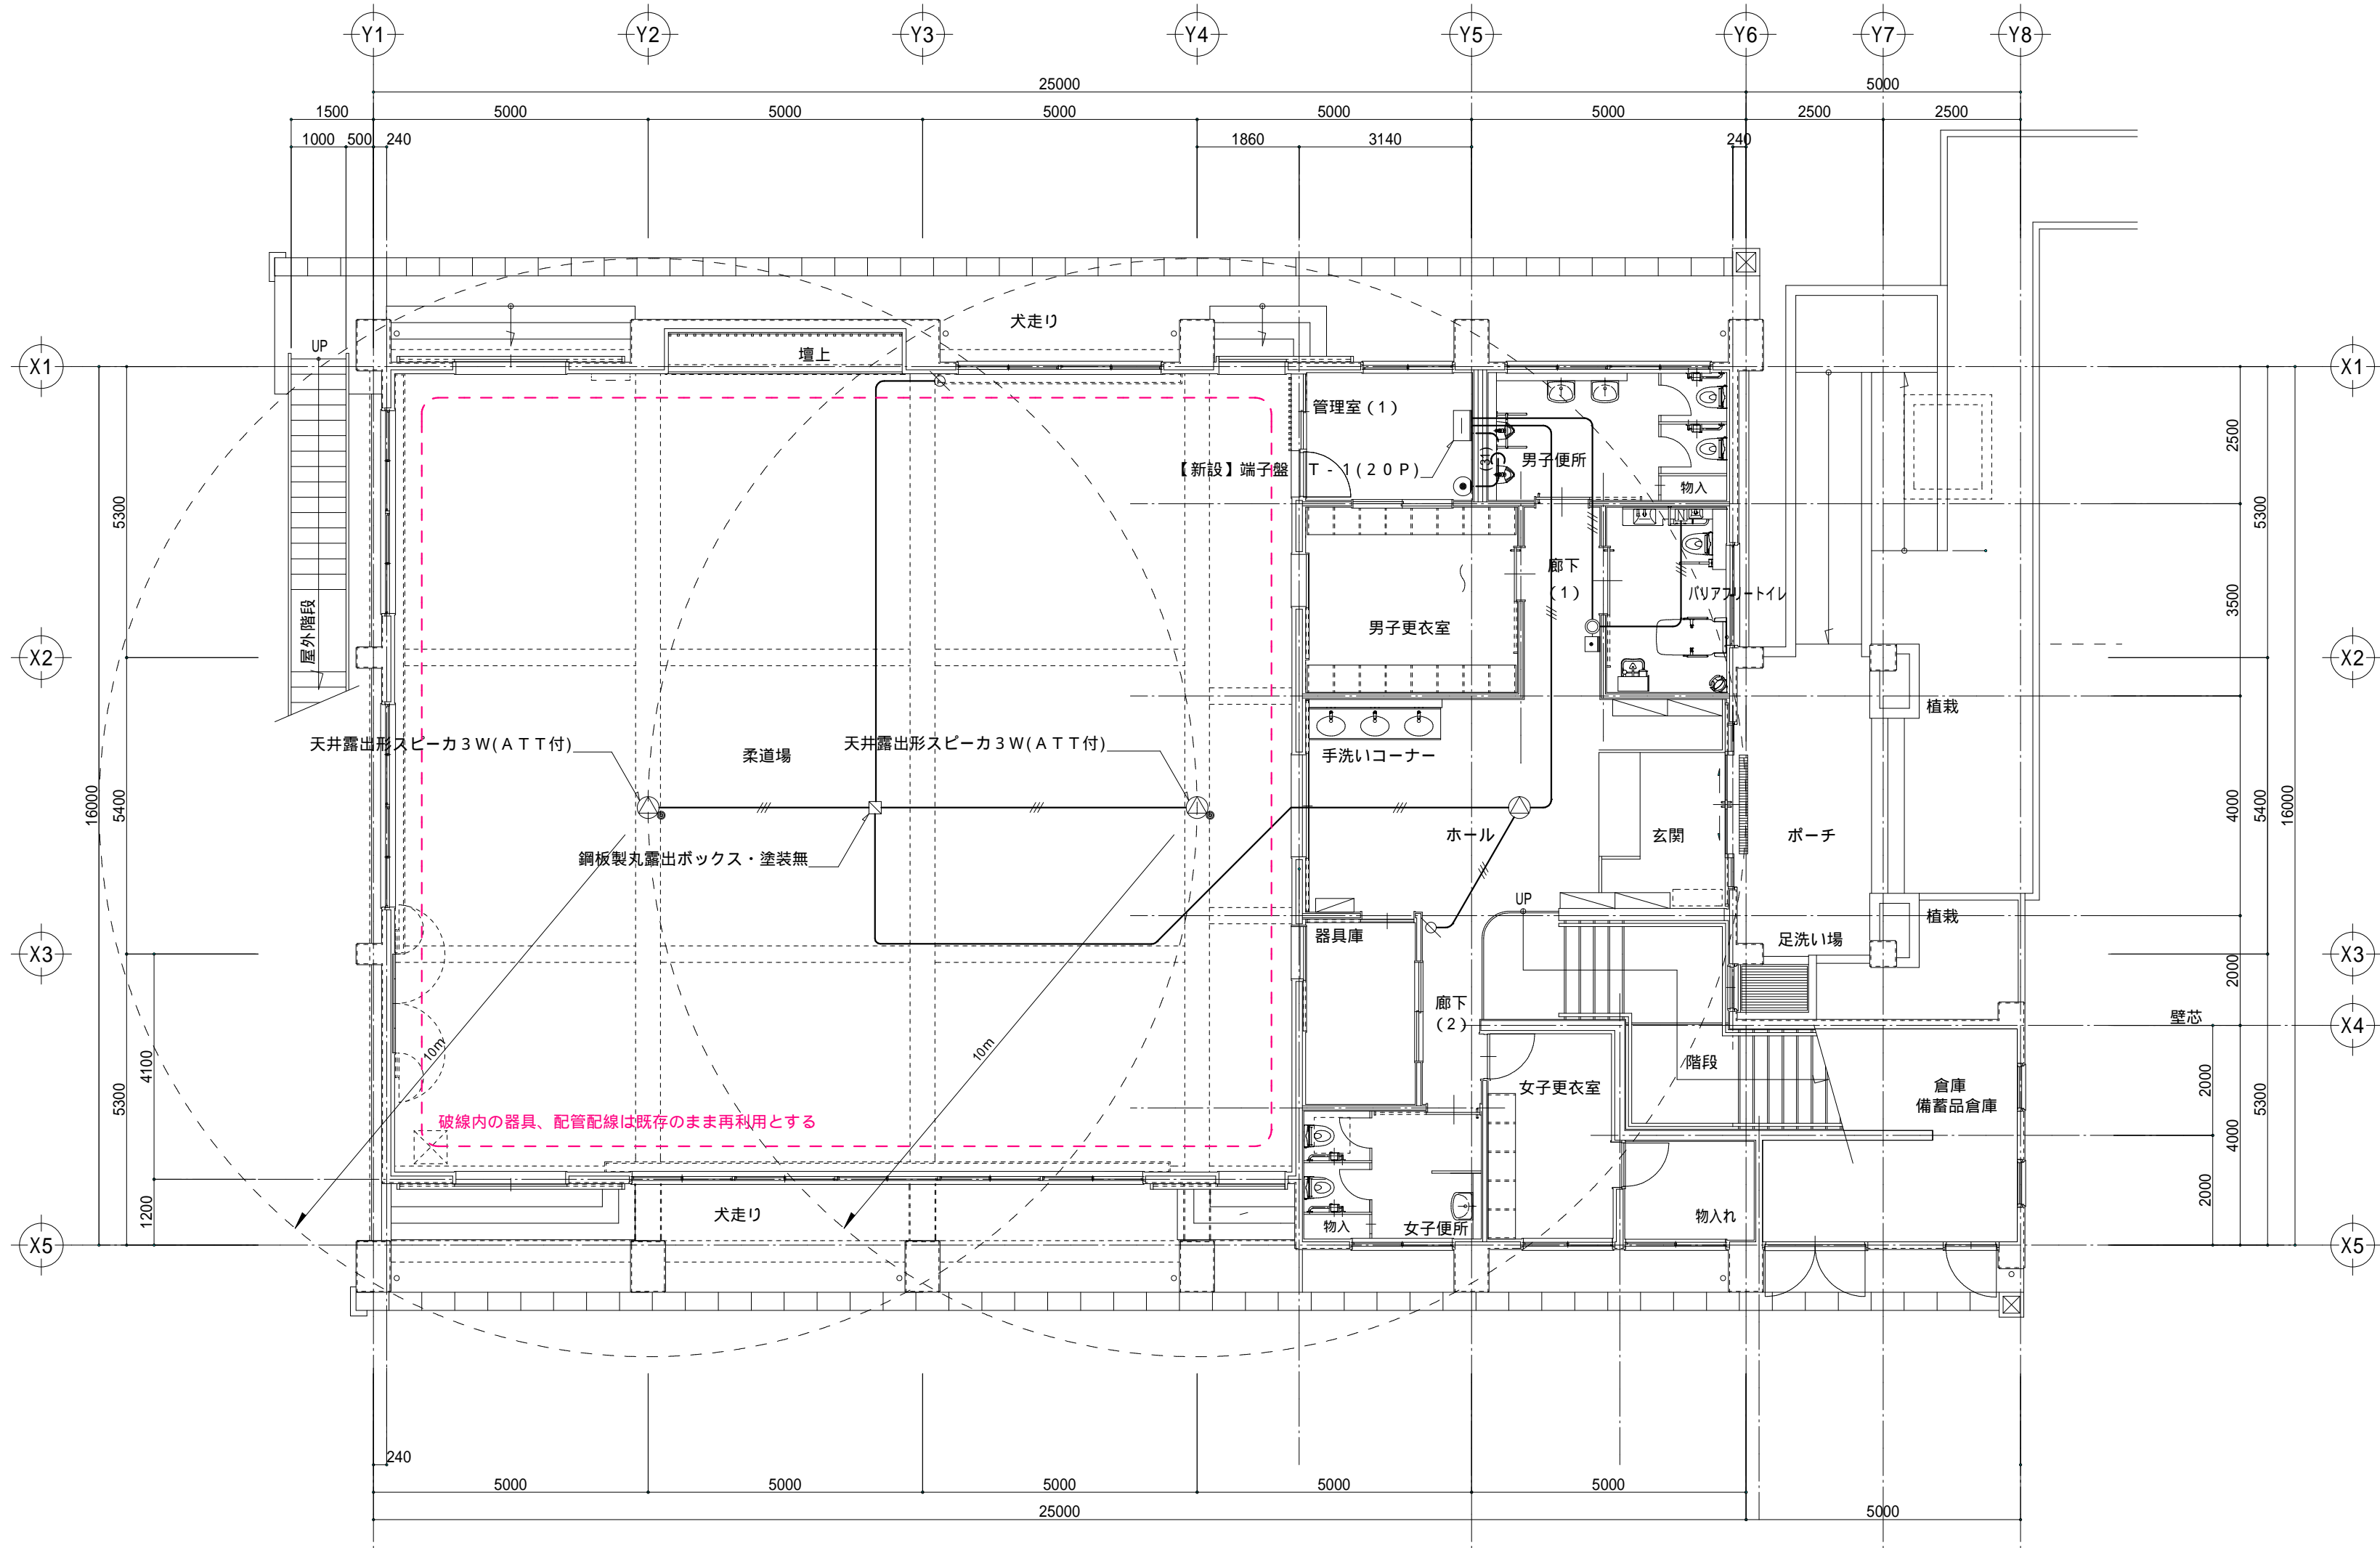 Y1 Y2 Y3 Y4 Y5 Y6 Y7 Y8
25000 5000
1500 5000 5000 5000 5000 5000 2500 2500
1000 500 240 1860 3140 240
犬走り
UP
壇上
X1 X1
管理室(1)
【新設】端子盤 T-1(20P)
男子便所
物入
2500
5300 5300
廊下
(1)
バリアフリートイレ
3500
屋外階段
男子更衣室
X2 X2
植栽
天井露出形スピーカ3W(ATT付)
柔道場
天井露出形スピーカ3W(ATT付)
手洗いコーナー
16000 5400 4000 5400 16000
ホール
玄関
ポーチ
鋼板製丸露出ボックス・塗装無
UP
植栽
器具庫
足洗い場
X3 X3
2000
廊下
(2)
壁芯
X4
10m 10m
階段
4100
女子更衣室
倉庫
備蓄品倉庫
2000
5300 5300
破線内の器具、配管配線は既存のまま再利用とする
4000
犬走り
物入
女子便所
物入れ
1200 2000
X5 X5
240
5000 5000 5000 5000 5000
25000 5000